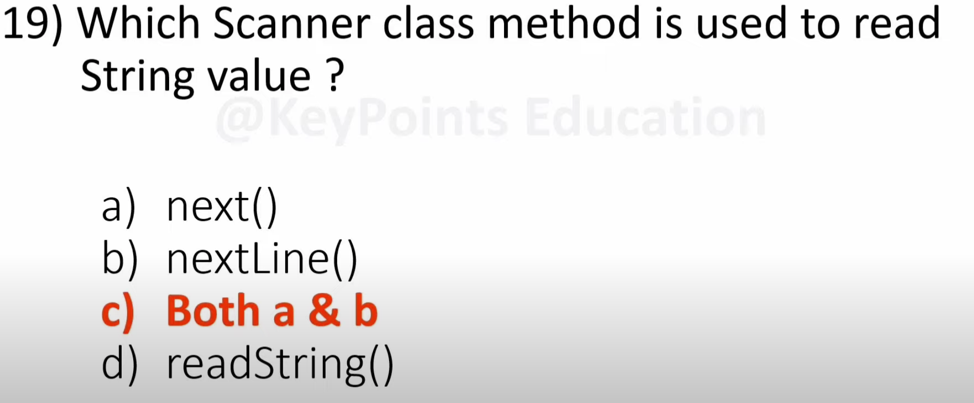 19) Which Scanner class method is used to read
String value ?
@KeyPoints Education
a) next()
b) nextLine()
c) Both a & b
d) readString()